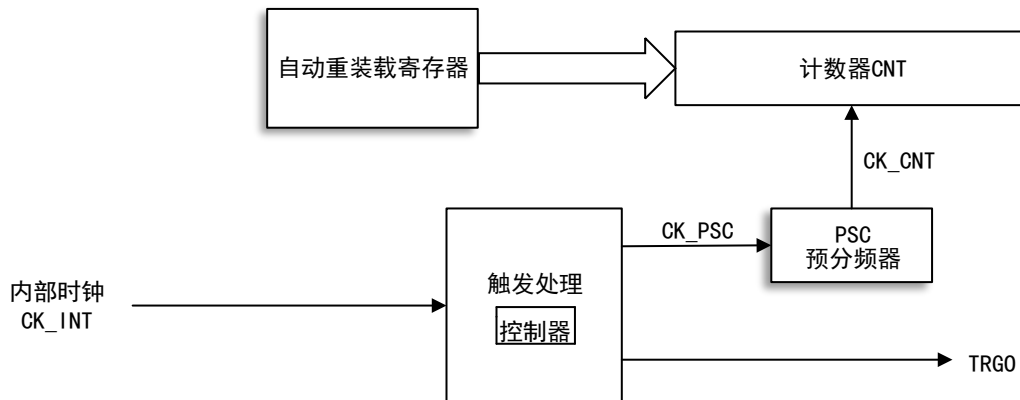 自动重装载寄存器
计数器CNT
CK_CNT
CK_PSC
PSC
预分频器
内部时钟
CK_INT
触发处理
控制器
TRGO